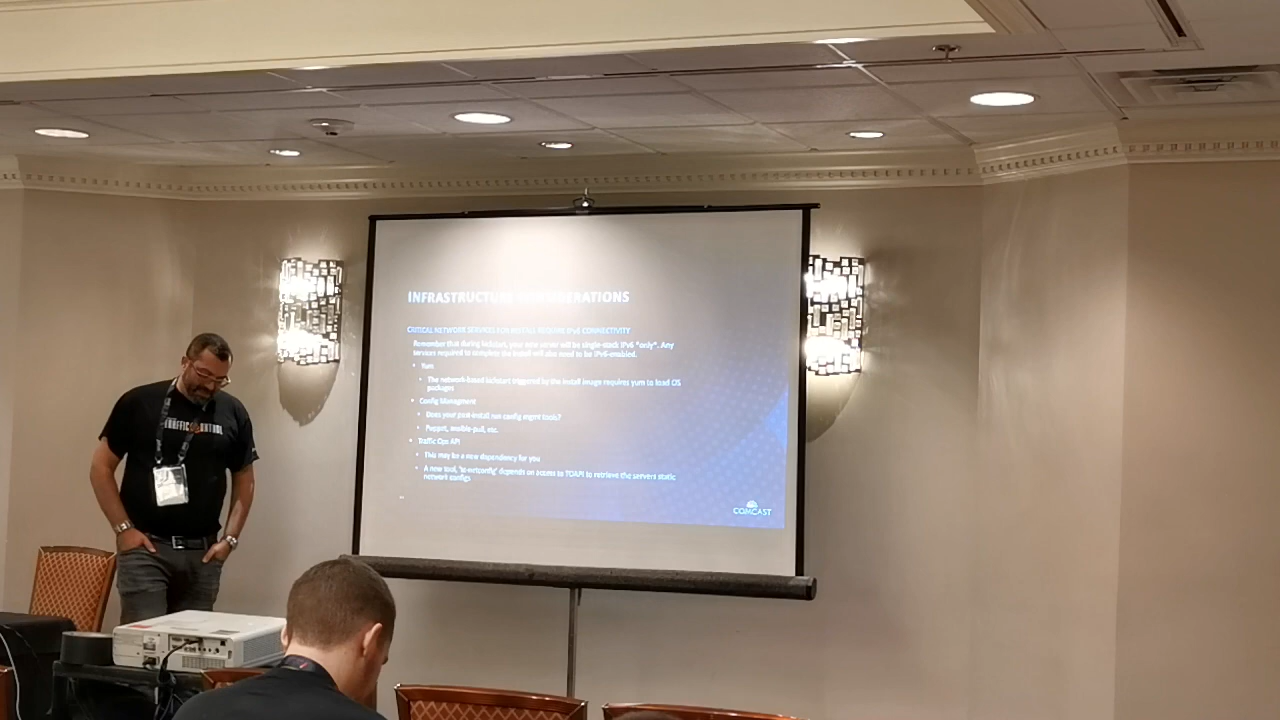 INFRASTRUCTURE CONSIDERATIONS
CRITICAL NETWORK SERVICES FOR INSTALL REQUIRE IPv6 CONNECTIVITY
Remember that during kickstart, your new server will be single-stack IPv6 "only". Any
services required to complete the install will also need to be IPv6-enabled.
• Yum
• The network-based kickstart triggered by the install image requires yum to load OS
packages
• Config Managment
• Does your post-install run config mgmt tools?
• Puppet, ansible-pull, etc.
• Traffic Ops API
• This may be a new dependency for you
• A new tool, depends on access to TOAPI to retrieve the servers static
network configs
COMCAST
TRAFFIC CONTROL